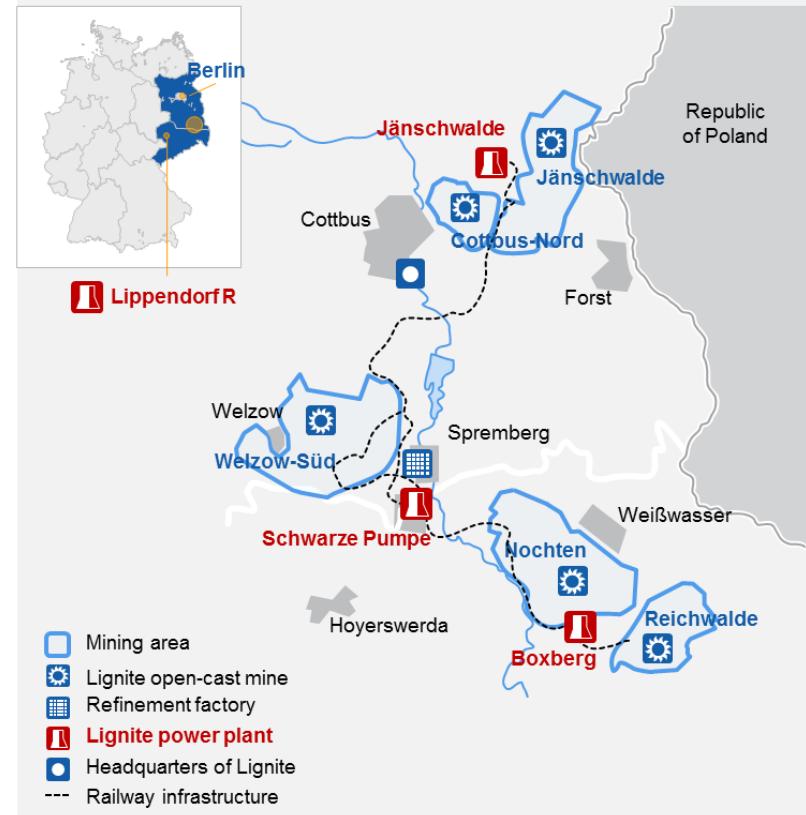 Berlin
Republic
of Poland
Jänschwalde
Jänschwalde
Cottbus
Cottbus-Nord
Lippendorf R
Forst
Welzow
Spremberg
Welzow-Süd
Weißwasser
Schwarze Pumpe
Nochten
Hoyerswerda
Reichwalde
Boxberg
Mining area
Lignite open-cast mine
Refinement factory
Lignite power plant
Headquarters of Lignite
Railway infrastructure